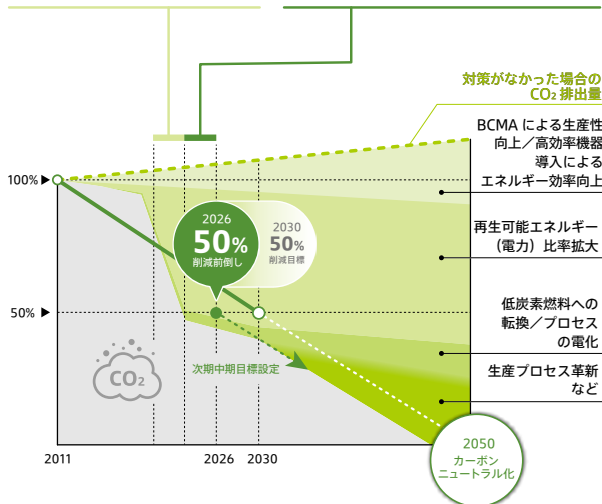 対策がなかった場合の
CO₂ 排出量
BCMA による生産性
向上／高効率機器
導入による
エネルギー効率向上
100%
2026
50%
削減前倒し
2030
50%
削減目標
再生可能エネルギー
（電力）比率拡大
50%
低炭素燃料への
転換／プロセス
の電化
次期中期目標設定
CO₂
生産プロセス革新
など
2011
2026
2030
2050
カーボン
ニュートラル化